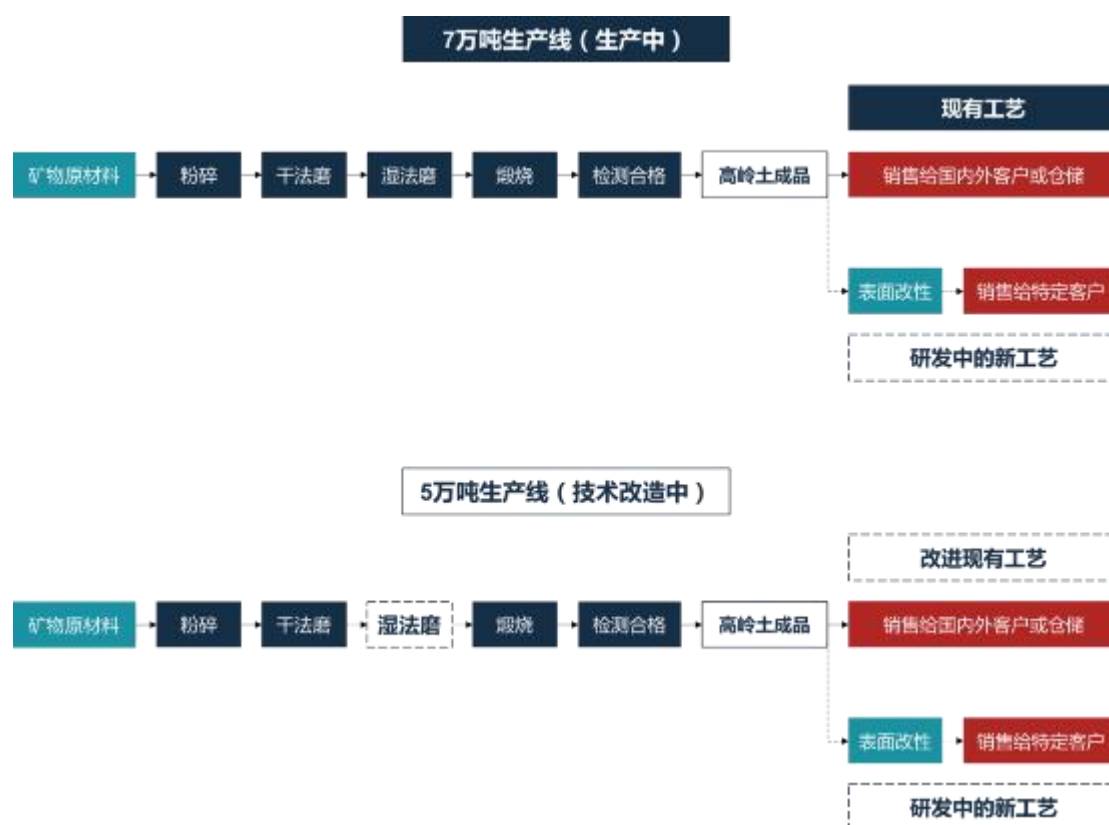 7万吨生产线（生产中）
现有工艺
矿物原材料 粉碎 干法磨 湿法磨 煅烧 检测合格 高岭土成品 销售给国内外客户或仓储
表面改性 销售给特定客户
研发中的新工艺
5万吨生产线（技术改造中）
改进现有工艺
矿物原材料 粉碎 干法磨 湿法磨 煅烧 检测合格 高岭土成品 销售给国内外客户或仓储
表面改性 销售给特定客户
研发中的新工艺